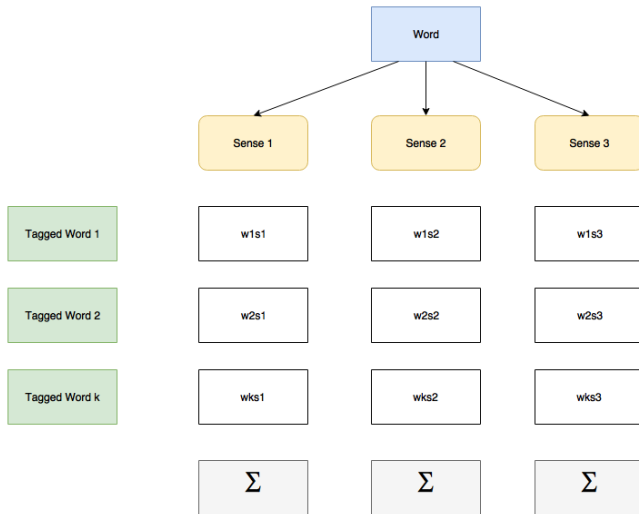 Word
Sense 1 Sense 2 Sense 3
Tagged Word 1 w1s1 w1s2 w1s3
Tagged Word 2 w2s1 w2s2 w2s3
Tagged Word k wks1 wks2 wks3
Σ Σ Σ